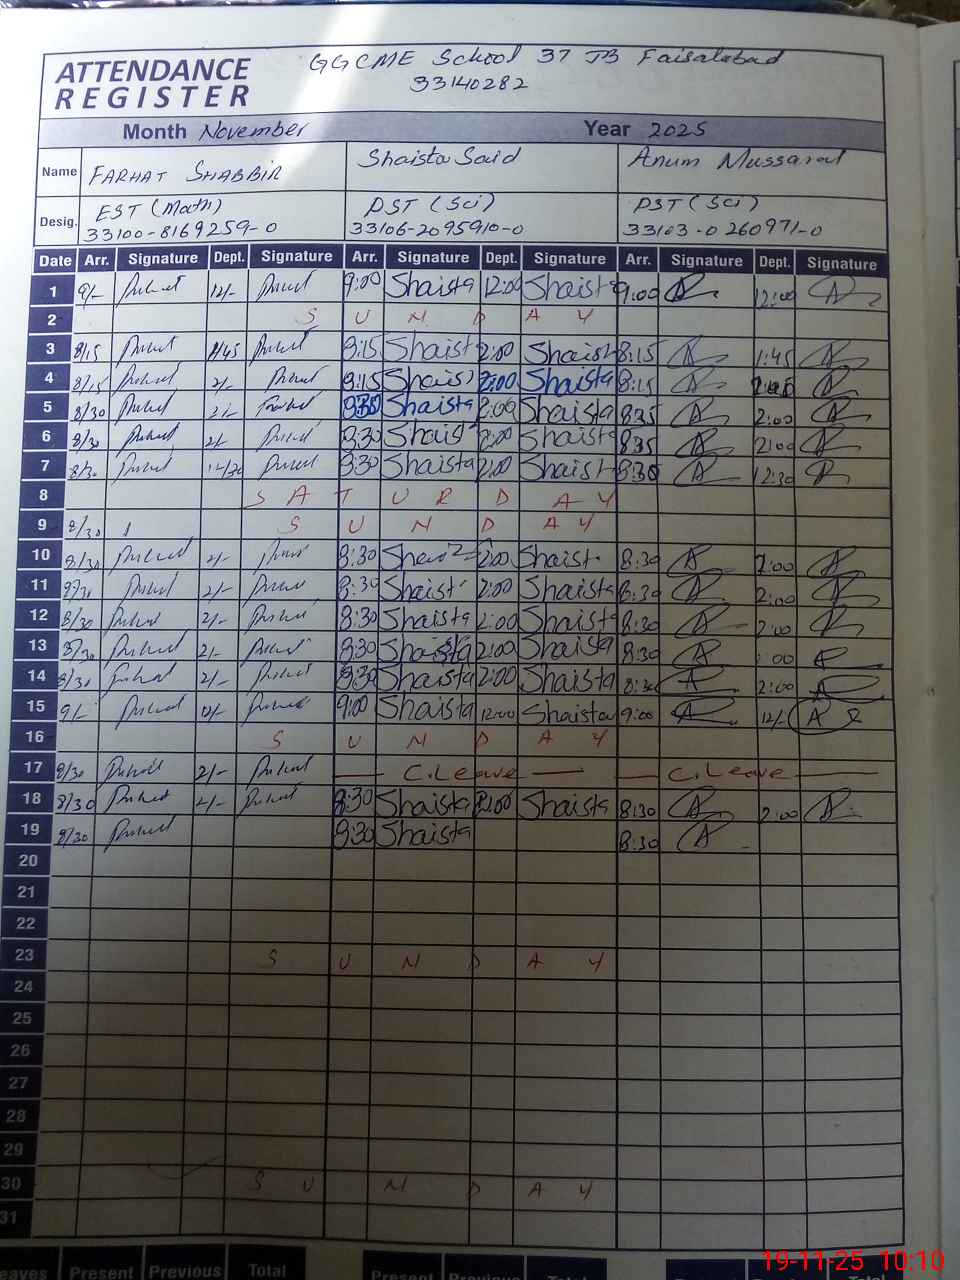 ATTENDANCE REGISTER
GGCME School 37 JB Faisalabad
33140282
Month November Year 2025
Name FARHAT SHABBIR Shaista Said Anum Mussarat
Desig. EST (Math) PST (Sci) PST (Sci)
33100-8169259-0 33106-2095910-0 33103-0260971-0
Date Arr. Signature Dept. Signature Arr. Signature Dept. Signature Arr. Signature Dept. Signature
1 9/- 12/- 9:00 Shaista 12:00 Shaista 9:00 A 12:00 A
2 SUNDAY
3 8/15 1/45 8:15 Shaista 2:00 Shaista 8:15 A 1:45 A
4 8/15 2/- 8:15 Shaista 2:00 Shaista 8:15 A A
5 8/30 2/- Shaista 2:00 Shaista 8:35 A 2:00 A
6 8/30 2/- 8:30 Shaista 2:00 Shaista 8:35 A 2:00 A
7 8/30 12/30 8:30 Shaista 2:00 Shaista 8:30 A 12:30 A
8 SATURDAY
9 8/30 SUNDAY
10 8/30 2/- 8:30 2:00 Shaista 8:30 A 2:00 A
11 8/30 2/- 8:30 Shaista 2:00 Shaista 8:30 A 2:00 A
12 8/30 2/- 8:30 Shaista 2:00 Shaista 8:30 A 2:00 A
13 8/30 2/- 8:30 Shaista 2:00 Shaista 8:30 A :00 A
14 8/30 2/- 8:30 Shaista 2:00 Shaista 8:30 A 2:00 A
15 9/- 12/- 9:00 Shaista 12:00 Shaista 9:00 A 12/- A
16 SUNDAY
17 8/30 2/- C.Leave C.Leave
18 8/30 2/- 8:30 Shaista 2:00 Shaista 8:30 A 2:00 A
19 8/30 8:30 Shaista 8:30 A
20
21
22
23 SUNDAY
24
25
26
27
28
29
30 SUNDAY
31
Leaves Present Previous Total Present Previous Total
19-11-25 10:10